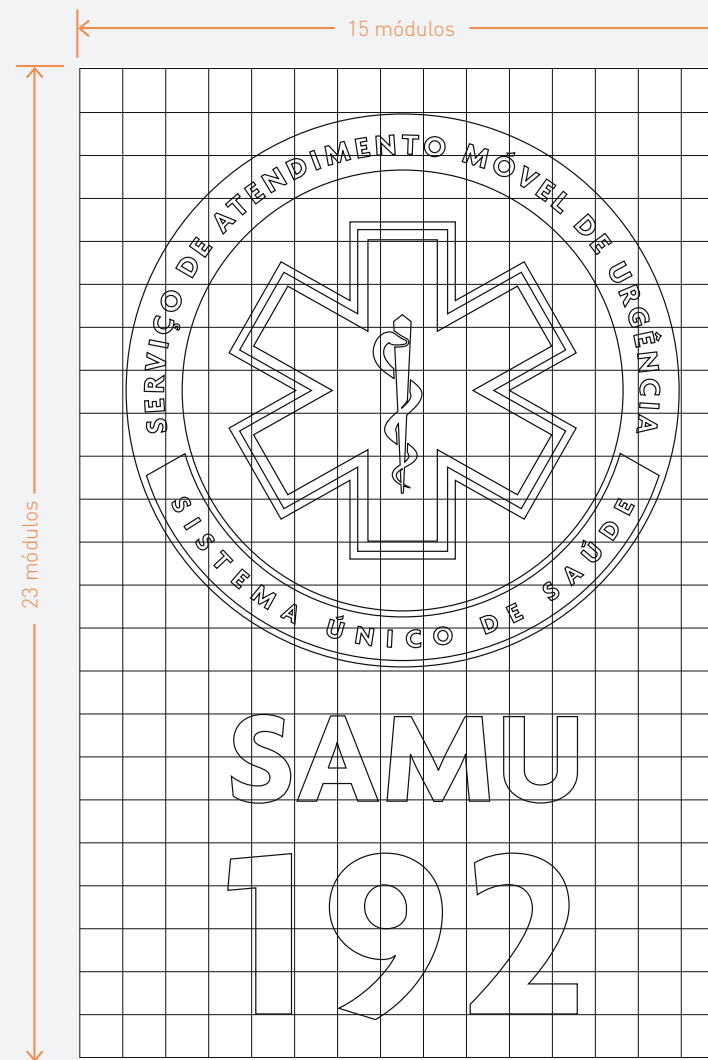 15 módulos
23 módulos
SERVIÇO DE ATENDIMENTO MÓVEL DE URGÊNCIA
SISTEMA ÚNICO DE SAÚDE
SAMU
192